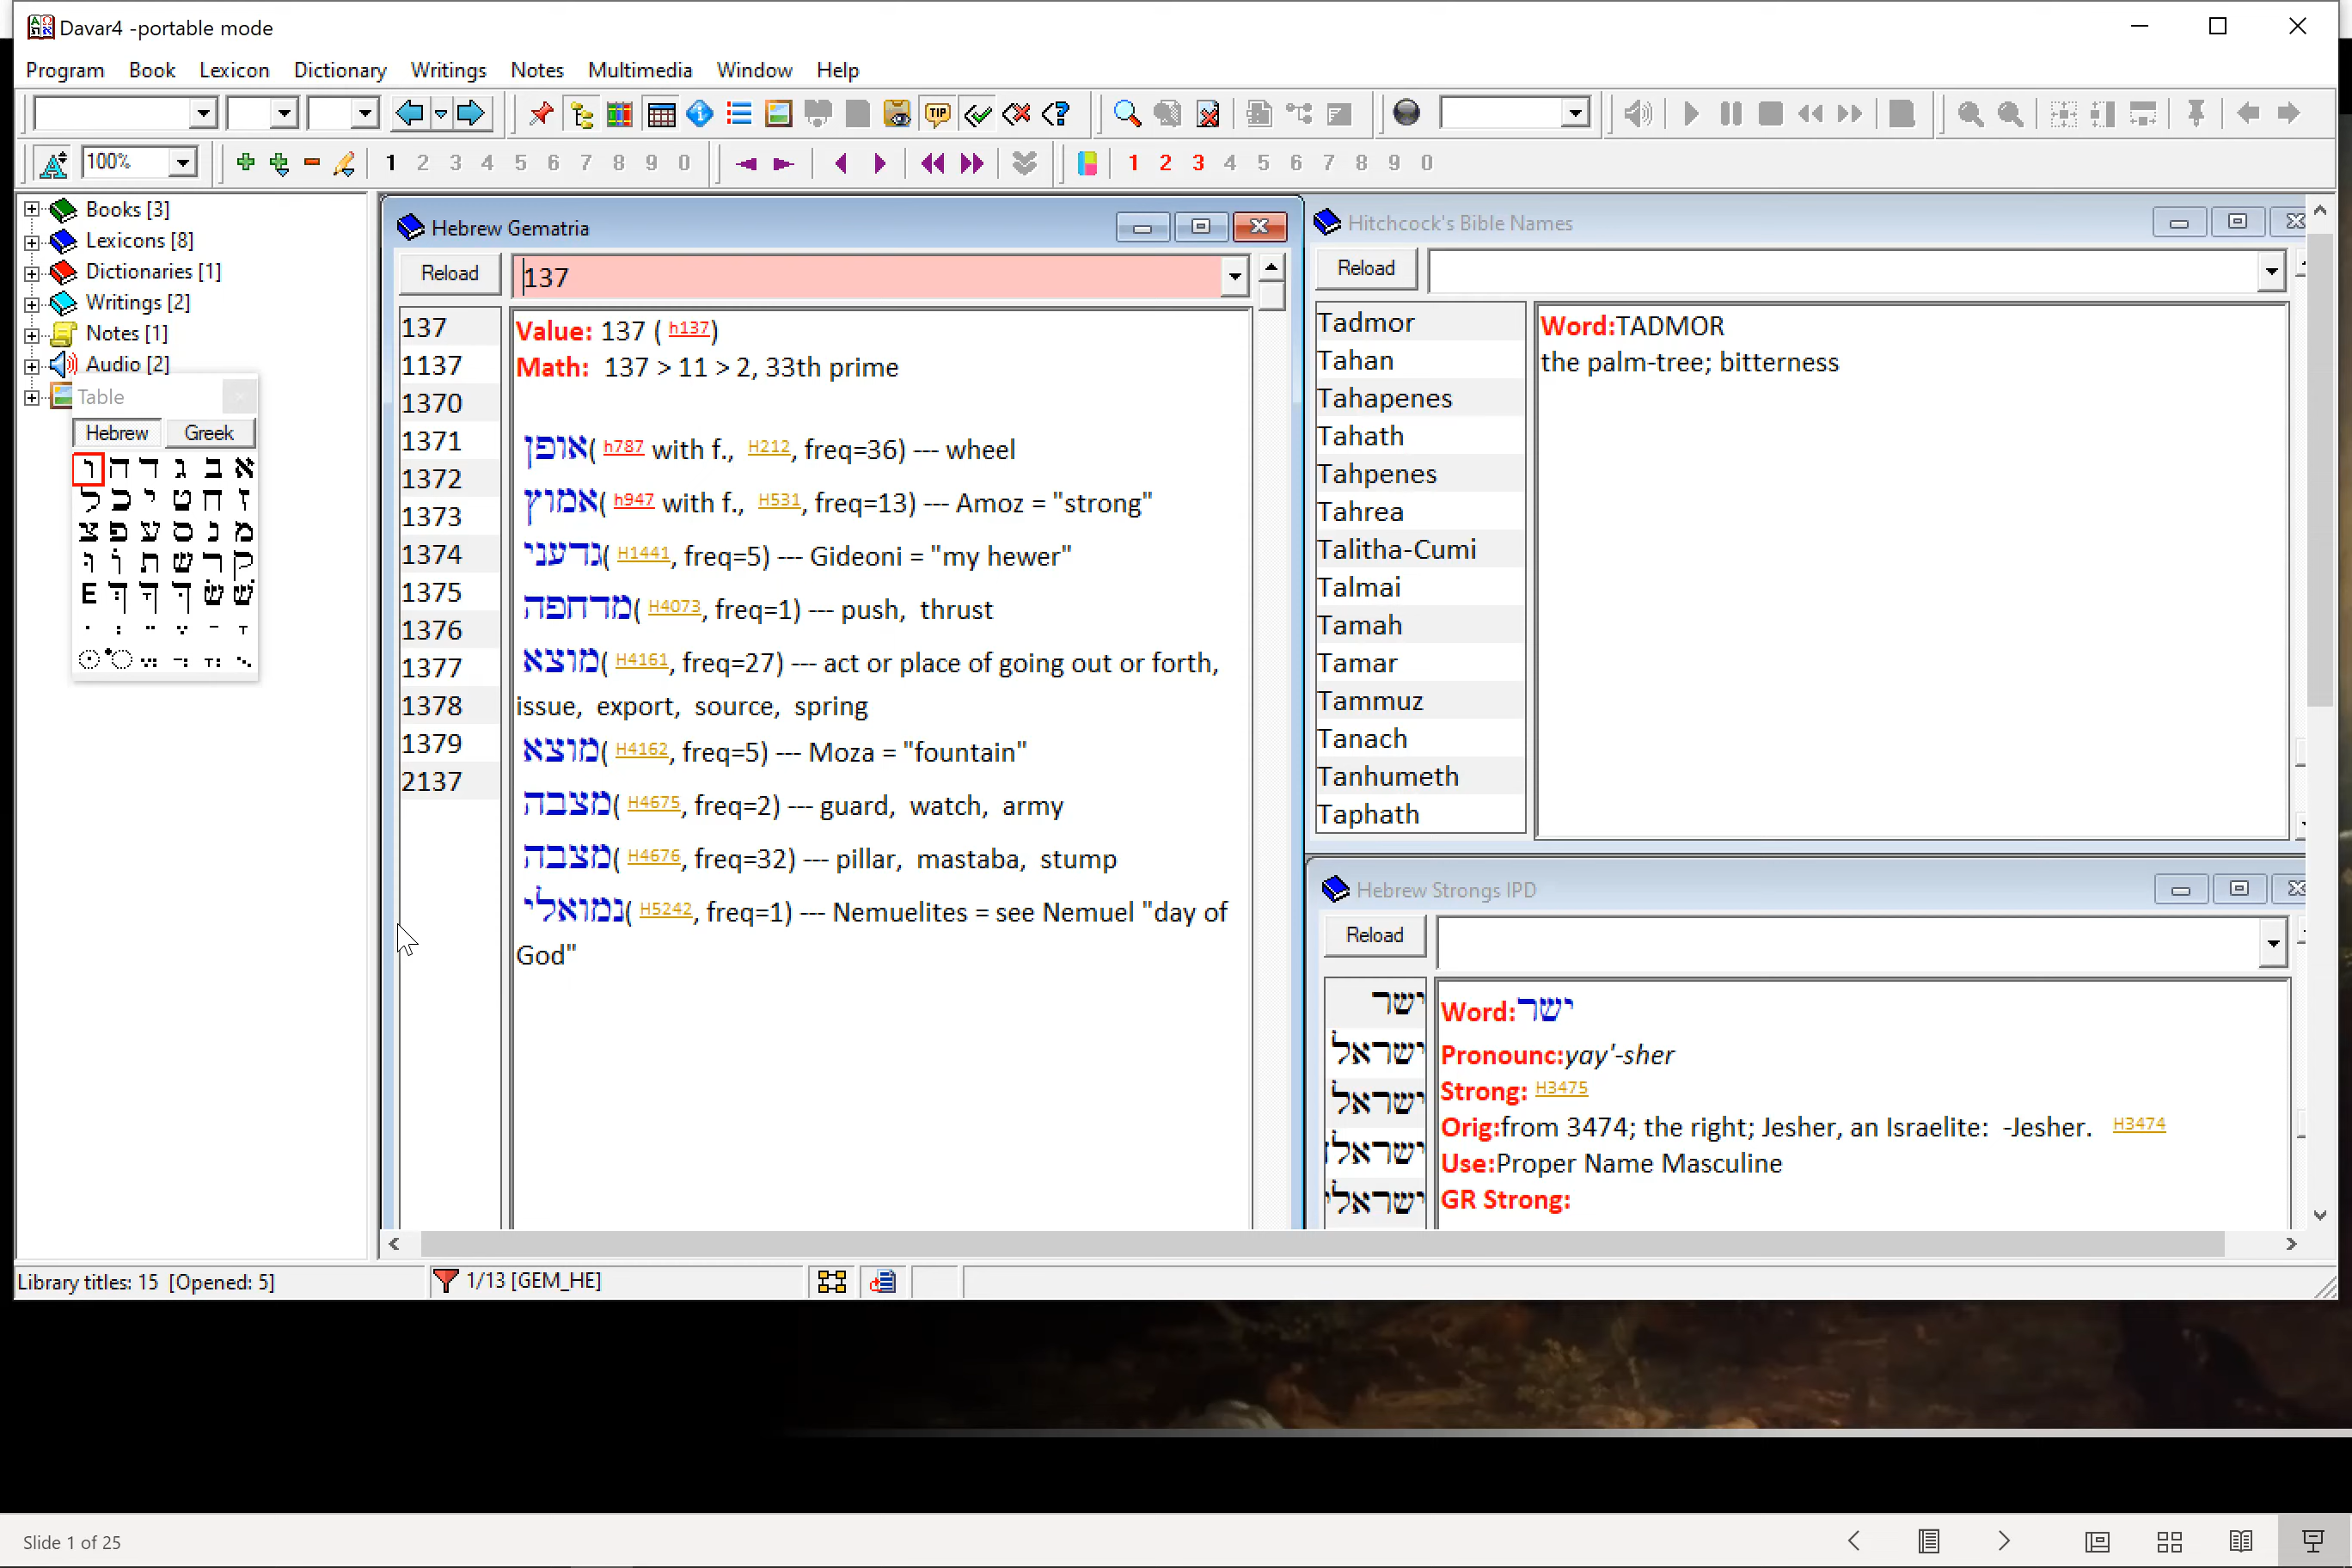 Davar4 -portable mode
Program Book Lexicon Dictionary Writings Notes Multimedia Window Help
TIP
100%
1 2 3 4 5 6 7 8 9 0
1 2 3 4 5 6 7 8 9 0
Books [3]
Lexicons [8]
Dictionaries [1]
Writings [2]
Notes [1]
Audio [2]
Table
Hebrew Greek
א ב ג ד ה ו
ז ח ט י כ ל
מ נ ס ע פ צ
ק ר ש ת וֹ וּ
Hebrew Gematria
Reload 137
137
1137
1370
1371
1372
1373
1374
1375
1376
1377
1378
1379
2137
Value: 137 ( h137)
Math: 137 > 11 > 2, 33th prime
אופן( h787 with f., H212, freq=36) --- wheel
אמוץ( h947 with f., H531, freq=13) --- Amoz = "strong"
גדעני( H1441, freq=5) --- Gideoni = "my hewer"
מדחפה( H4073, freq=1) --- push, thrust
מוצא( H4161, freq=27) --- act or place of going out or forth,
issue, export, source, spring
מוצא( H4162, freq=5) --- Moza = "fountain"
מצבה( H4675, freq=2) --- guard, watch, army
מצבה( H4676, freq=32) --- pillar, mastaba, stump
נמואלי( H5242, freq=1) --- Nemuelites = see Nemuel "day of
God"
Hitchcock's Bible Names
Reload
Tadmor
Tahan
Tahapenes
Tahath
Tahpenes
Tahrea
Talitha-Cumi
Talmai
Tamah
Tamar
Tammuz
Tanach
Tanhumeth
Taphath
Word:TADMOR
the palm-tree; bitterness
Hebrew Strongs IPD
Reload
ישר
ישראל
ישראל
ישראלי
Word:ישר
Pronounc:yay'-sher
Strong: H3475
Orig:from 3474; the right; Jesher, an Israelite: -Jesher. H3474
Use:Proper Name Masculine
GR Strong:
Library titles: 15 [Opened: 5]
1/13 [GEM_HE]
Slide 1 of 25